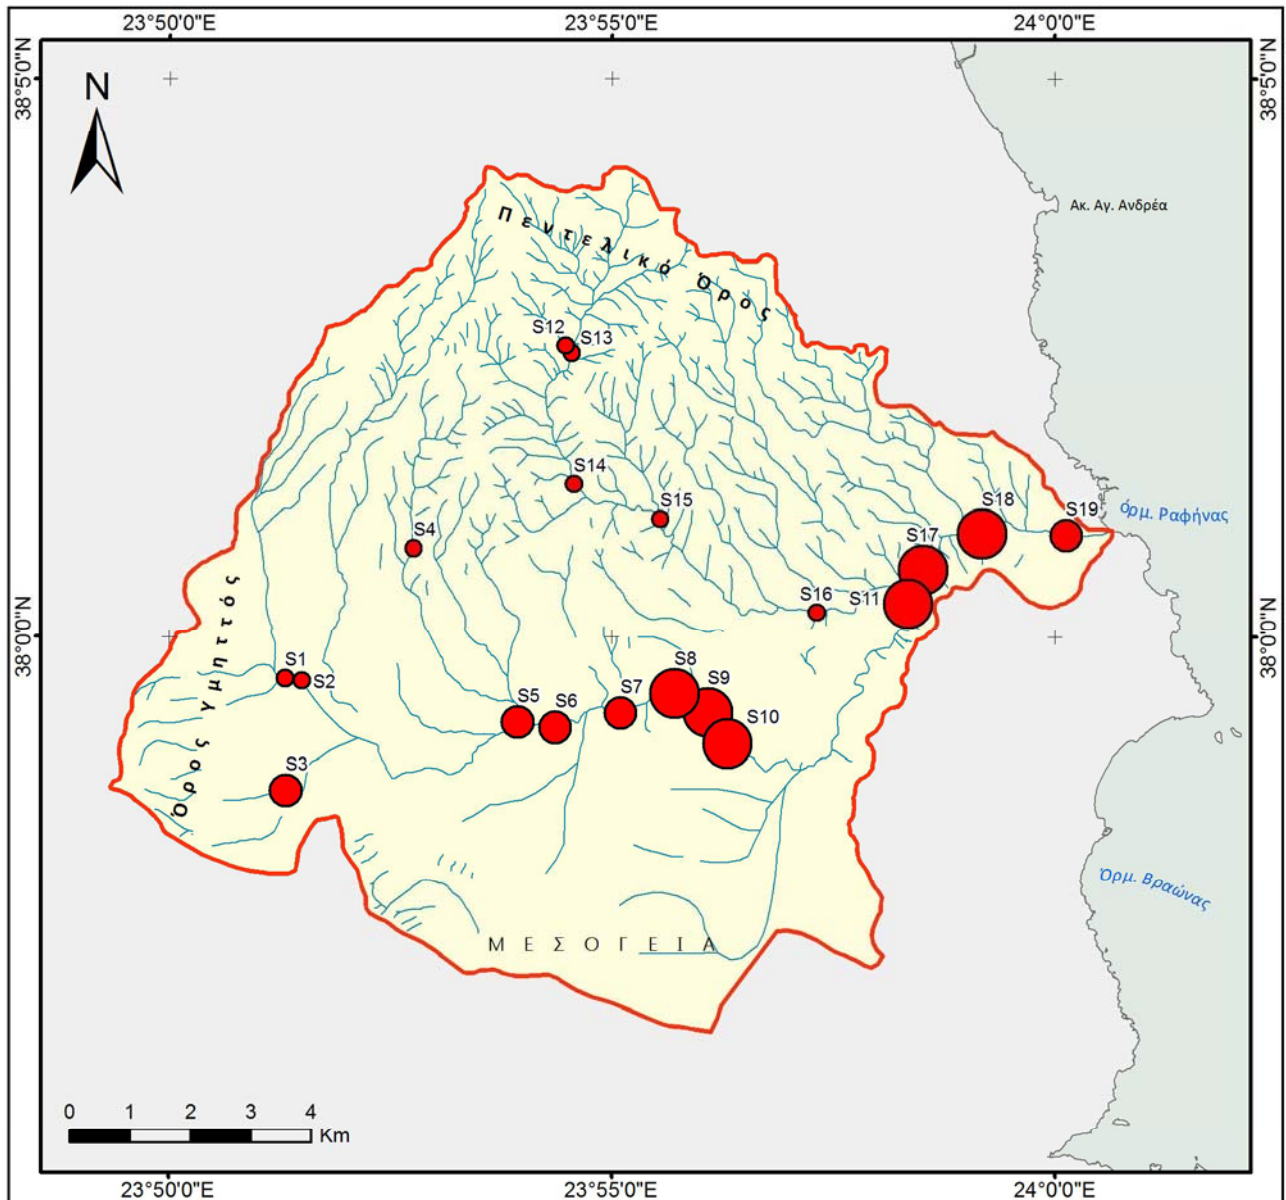 23°50'0"E
23°55'0"E
24°0'0"E
38°5'0"N
38°5'0"N
N
Ακ. Αγ. Ανδρέα
Πεντελικό Όρος
S12
S13
S14
S15
S18
S19
όρμ. Ραφήνας
S4
S17
S16
S11
38°0'0"N
38°0'0"N
Όρος Υμηττός
S1
S2
S8
S9
S7
S5
S6
S10
S3
Όρμ. Βραώνας
ΜΕΣΟΓΕΙΑ
0 1 2 3 4
Km
23°50'0"E
23°55'0"E
24°0'0"E